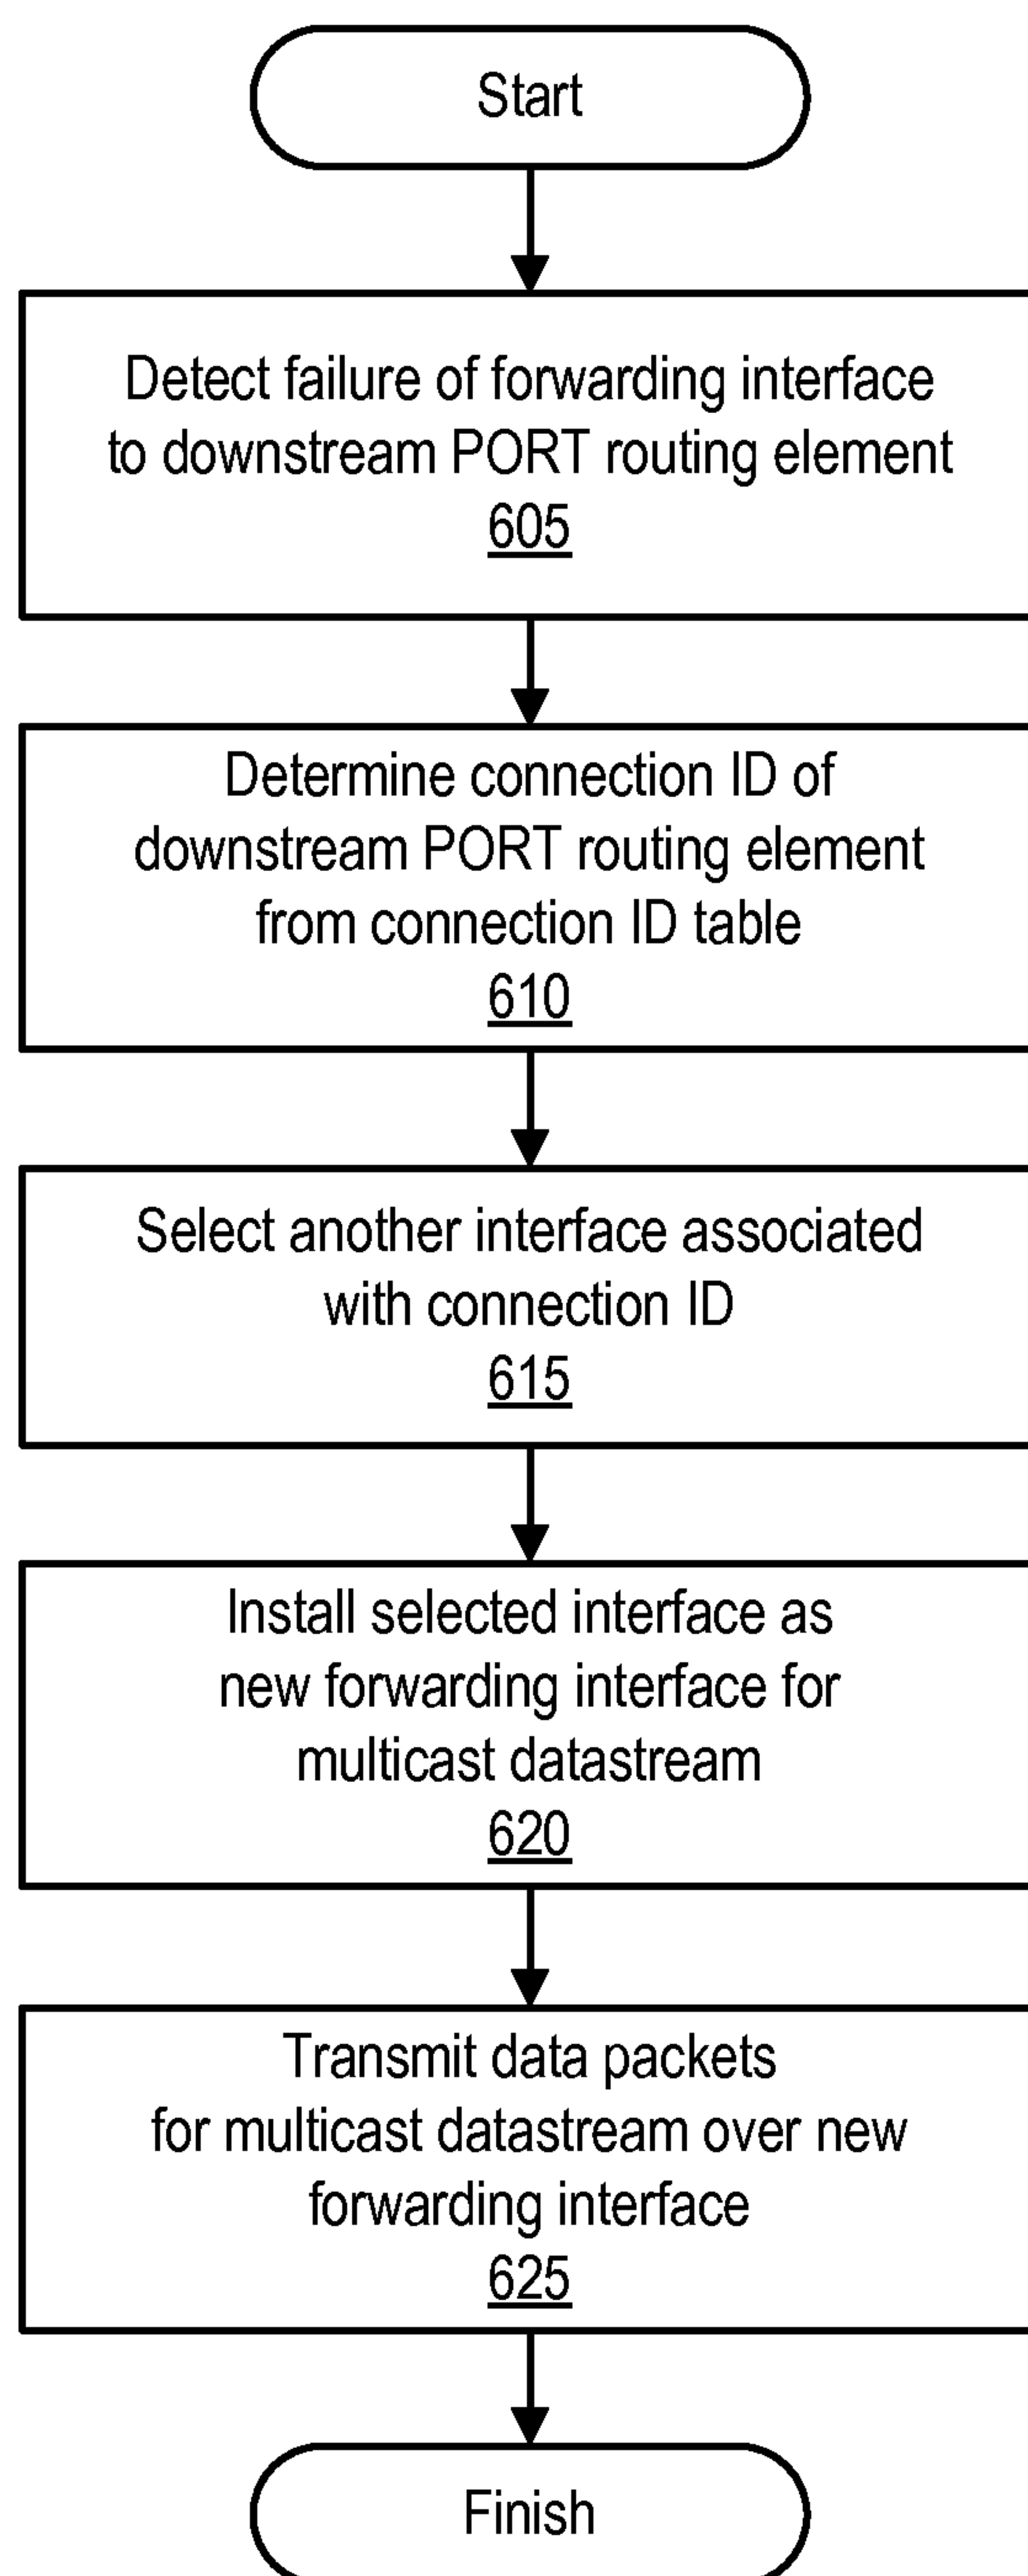 Start
Detect failure of forwarding interface
to downstream PORT routing element
605
Determine connection ID of
downstream PORT routing element
from connection ID table
610
Select another interface associated
with connection ID
615
Install selected interface as
new forwarding interface for
multicast datastream
620
Transmit data packets
for multicast datastream over new
forwarding interface
625
Finish